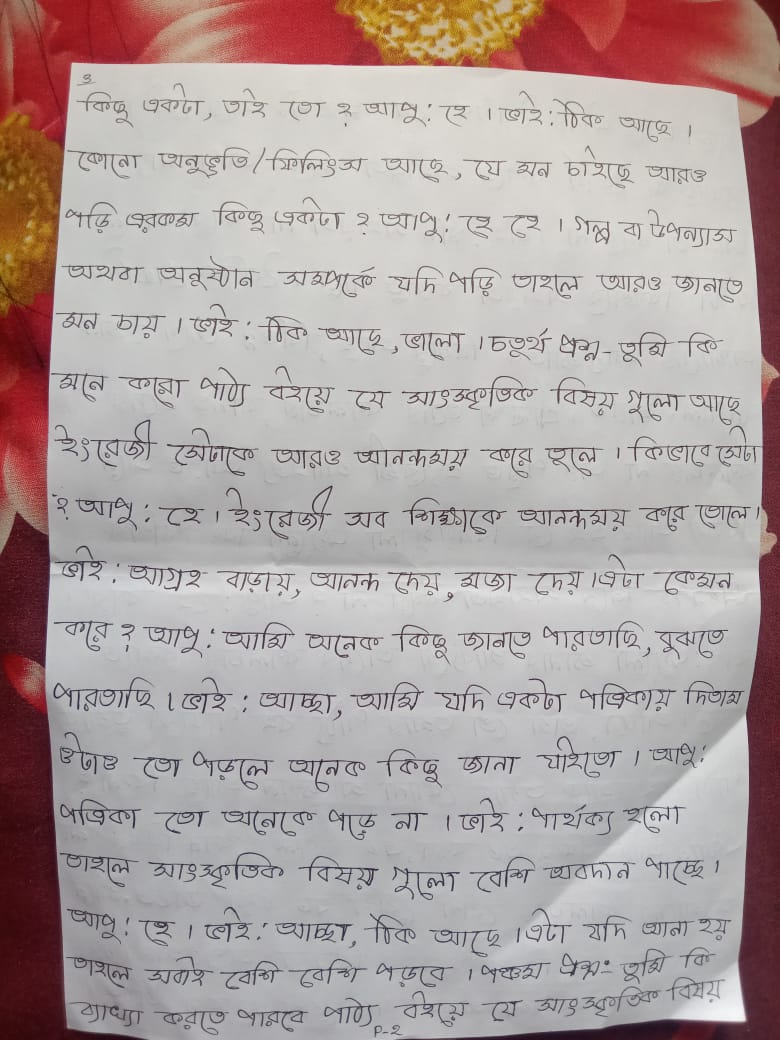 ২
কিছু একটা, তাই তো ? আপু: হে । ভাই: ঠিক আছে ।
কোনো অনুভূতি/ফিলিংস আছে, যে মন চাইছে আরও
পড়ি এরকম কিছু একটা ? আপু: হে হে । গল্প বা উপন্যাস
অথবা অনুষ্টান সম্পর্কে যদি পড়ি তাহলে আরও জানতে
মন চায় । ভাই: ঠিক আছে, ভালো । চতুর্থ প্রশ্ন- তুমি কি
মনে করো পাঠ্য বইয়ে যে সাংস্কৃতিক বিষয় গুলো আছে
ইংরেজী সেটাকে আরও আনন্দময় করে তুলে । কিভাবে সেটা
? আপু: হে । ইংরেজী সব শিক্ষাকে আনন্দময় করে তোলে।
ভাই: আগ্রহ বাড়ায়, আনন্দ দেয়, মজা দেয় । এটা কেমন
করে ? আপু: আমি অনেক কিছু জানতে পারতাছি, বুঝতে
পারতাছি । ভাই: আচ্ছা, আমি যদি একটা পত্রিকায় দিতাম
ওটাও তো পড়লে অনেক কিছু জানা যাইতো । আপু:
পত্রিকা তো অনেকে পড়ে না । ভাই: পার্থক্য হলো
তাহলে সাংস্কৃতিক বিষয় গুলো বেশি অবদান পাচ্ছে ।
আপু: হে । ভাই: আচ্ছা, ঠিক আছে । এটা যদি আনা হয়
তাহলে সবাই বেশি বেশি পড়বে । পঞ্চম প্রশ্ন:- তুমি কি
ব্যাখ্যা করতে পারবে পাঠ্য বইয়ে যে সাংস্কৃতিক বিষয়
P-2